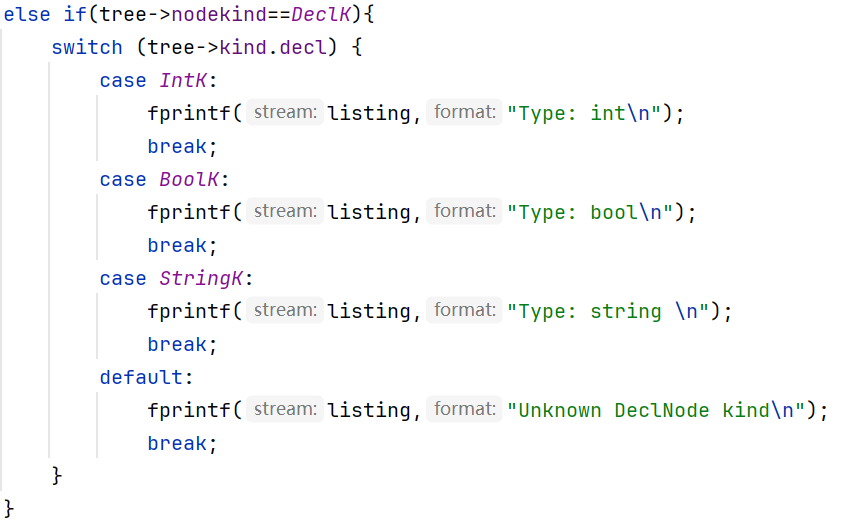 else if(tree->nodekind==DeclK){
    switch (tree->kind.decl) {
        case IntK:
            fprintf( stream: listing, format: "Type: int\n");
            break;
        case BoolK:
            fprintf( stream: listing, format: "Type: bool\n");
            break;
        case StringK:
            fprintf( stream: listing, format: "Type: string \n");
            break;
        default:
            fprintf( stream: listing, format: "Unknown DeclNode kind\n");
            break;
    }
}